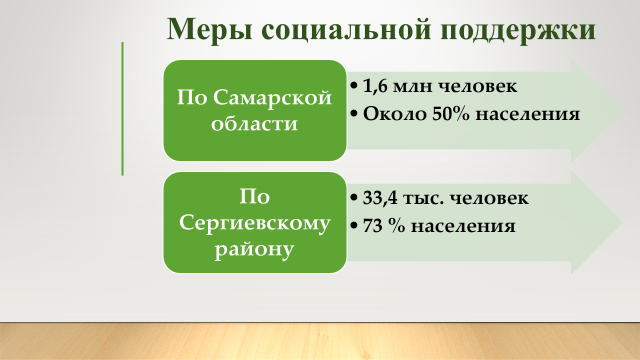 Меры социальной поддержки
По Самарской
области
• 1,6 млн человек
• Около 50% населения
По
Сергиевскому
району
• 33,4 тыс. человек
• 73 % населения